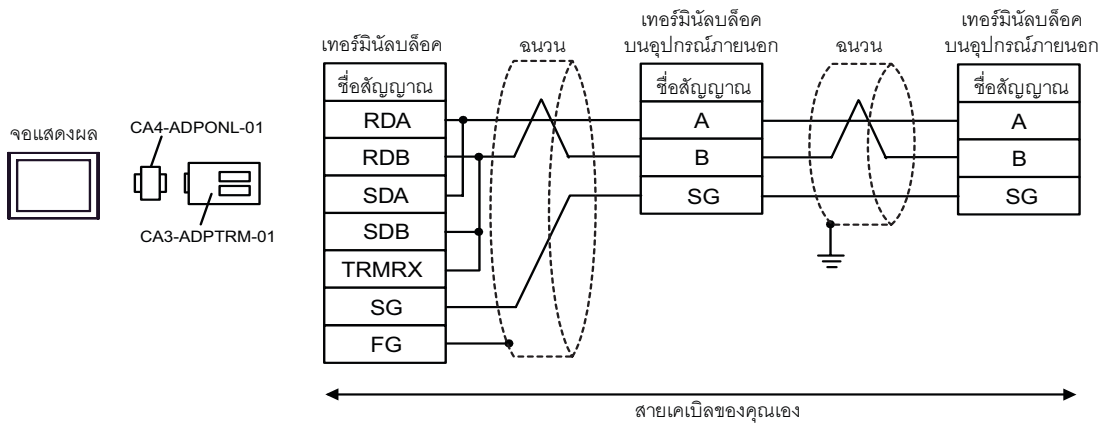 จอแสดงผล
CA4-ADPONL-01
CA3-ADPTRM-01
เทอร์มินัลบล็อค
ชื่อสัญญาณ
RDA
RDB
SDA
SDB
TRMRX
SG
FG
ฉนวน
เทอร์มินัลบล็อค
บนอุปกรณ์ภายนอก
ชื่อสัญญาณ
A
B
SG
ฉนวน
เทอร์มินัลบล็อค
บนอุปกรณ์ภายนอก
ชื่อสัญญาณ
A
B
SG
สายเคเบิลของคุณเอง